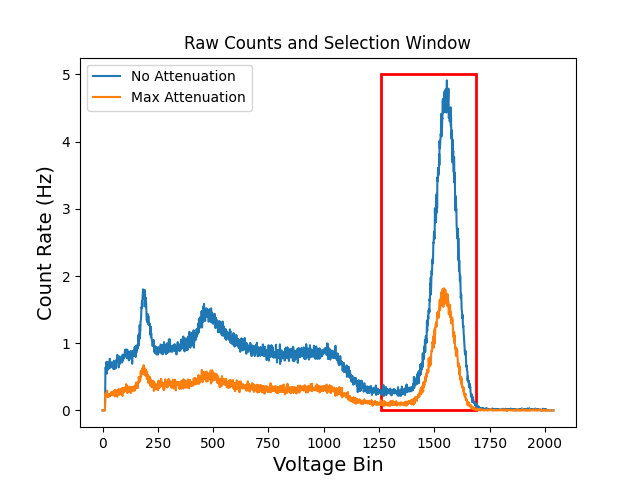 Raw Counts and Selection Window
No Attenuation
Max Attenuation
Count Rate (Hz)
5
4
3
2
1
0
0 250 500 750 1000 1250 1500 1750 2000
Voltage Bin